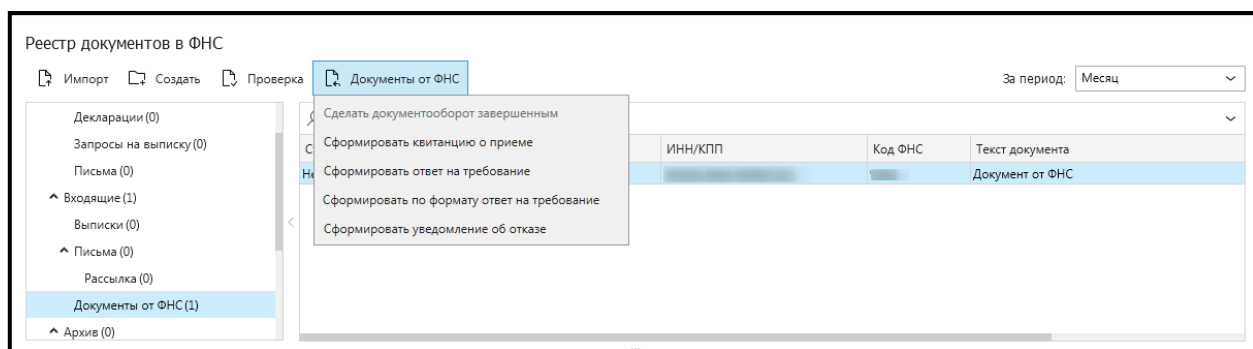 Реестр документов в ФНС
Импорт Создать Проверка Документы от ФНС За период: Месяц
Декларации (0)
Сделать документооборот завершенным
Запросы на выписку (0)
Сформировать квитанцию о приеме
ИНН/КПП Код ФНС Текст документа
Письма (0)
Сформировать ответ на требование
Документ от ФНС
Входящие (1)
Сформировать по формату ответ на требование
Выписки (0)
Сформировать уведомление об отказе
Письма (0)
Рассылка (0)
Документы от ФНС (1)
Архив (0)